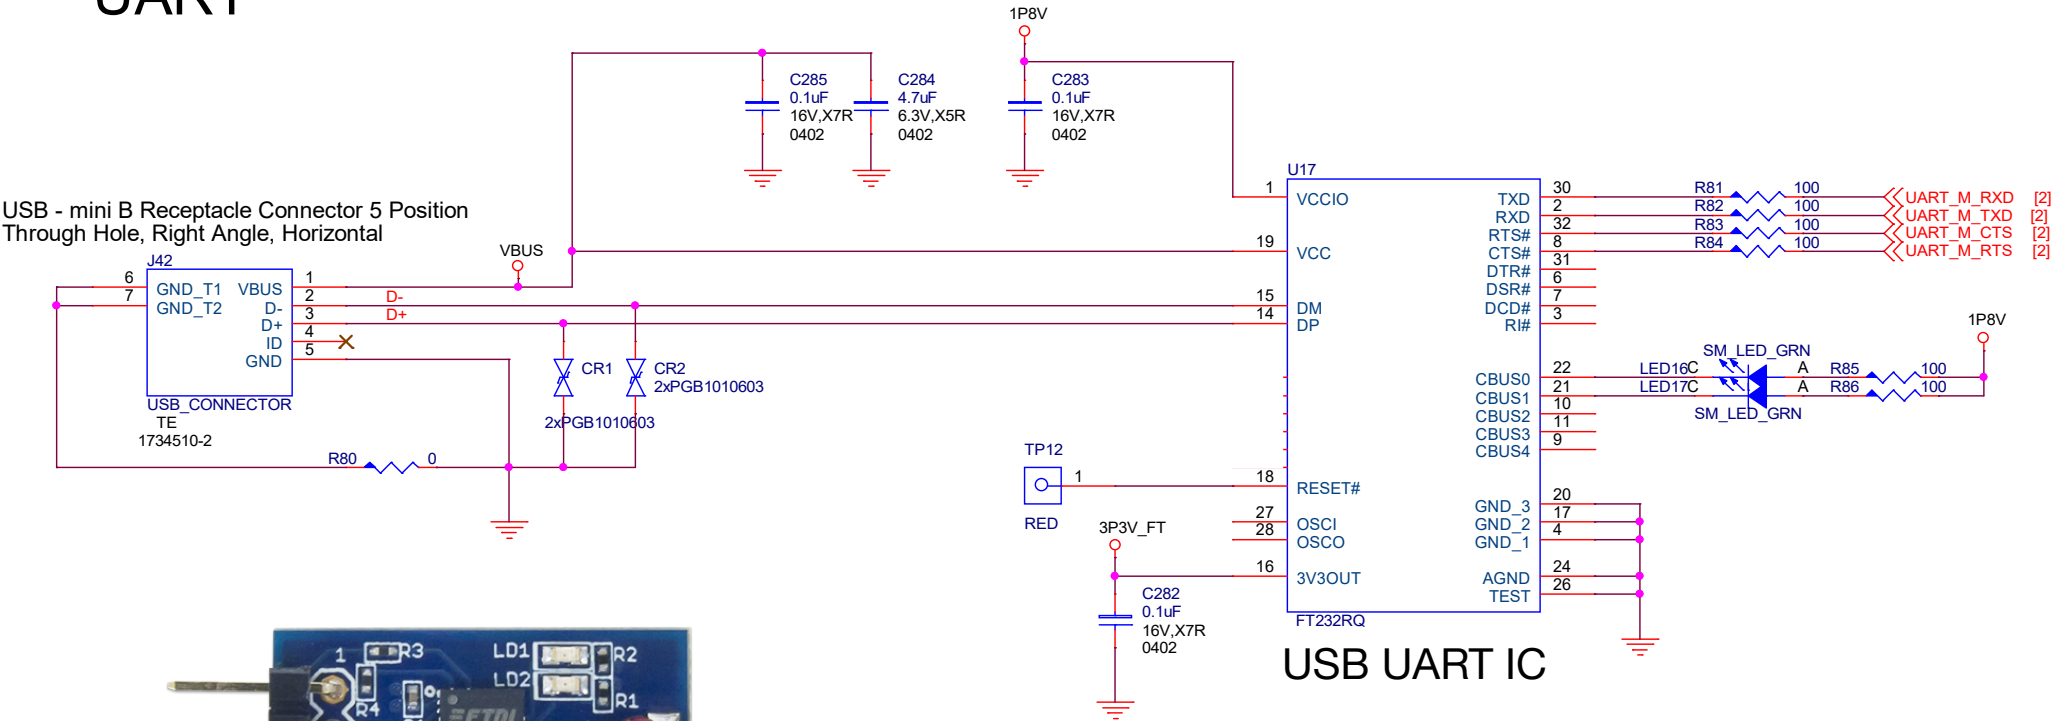 UART
1P8V
C285
0.1uF
16V,X7R
0402
C284
4.7uF
6.3V,X5R
0402
C283
0.1uF
16V,X7R
0402
USB - mini B Receptacle Connector 5 Position
Through Hole, Right Angle, Horizontal
VBUS
J42
6 GND_T1 VBUS 1
7 GND_T2 D- 2 D-
D+ 3 D+
ID 4
GND 5
USB_CONNECTOR
TE
1734510-2
R80 0
CR1
2xPGB1010603
CR2
2xPGB1010603
U17
1 VCCIO TXD 30 R81 100 UART_M_RXD [2]
RXD 2 R82 100 UART_M_TXD [2]
RTS# 32 R83 100 UART_M_CTS [2]
19 VCC CTS# 8 R84 100 UART_M_RTS [2]
DTR# 31
DSR# 6
15 DM DCD# 7
14 DP RI# 3
1P8V
SM_LED_GRN
CBUS0 22 LED16 C A R85 100
CBUS1 21 LED17 C A R86 100
SM_LED_GRN
CBUS2 10
CBUS3 11
CBUS4 9
TP12
1
RED
18 RESET#
27 OSCI
28 OSCO
3P3V_FT
16 3V3OUT
GND_3 20
GND_2 17
GND_1 4
AGND 24
TEST 26
C282
0.1uF
16V,X7R
0402
FT232RQ
USB UART IC
1 R3 LD1 R2
LD2 R1
R4
FTDI